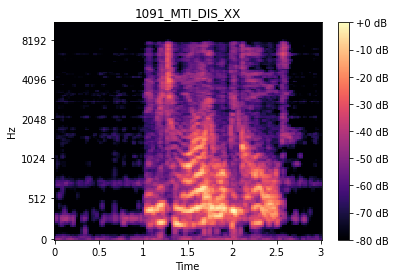 1091_MTI_DIS_XX
+0 dB
8192
-10 dB
4096
-20 dB
-30 dB
2048
Hz
-40 dB
1024
-50 dB
512
-60 dB
-70 dB
0
-80 dB
0 0.5 1 1.5 2 2.5 3
Time